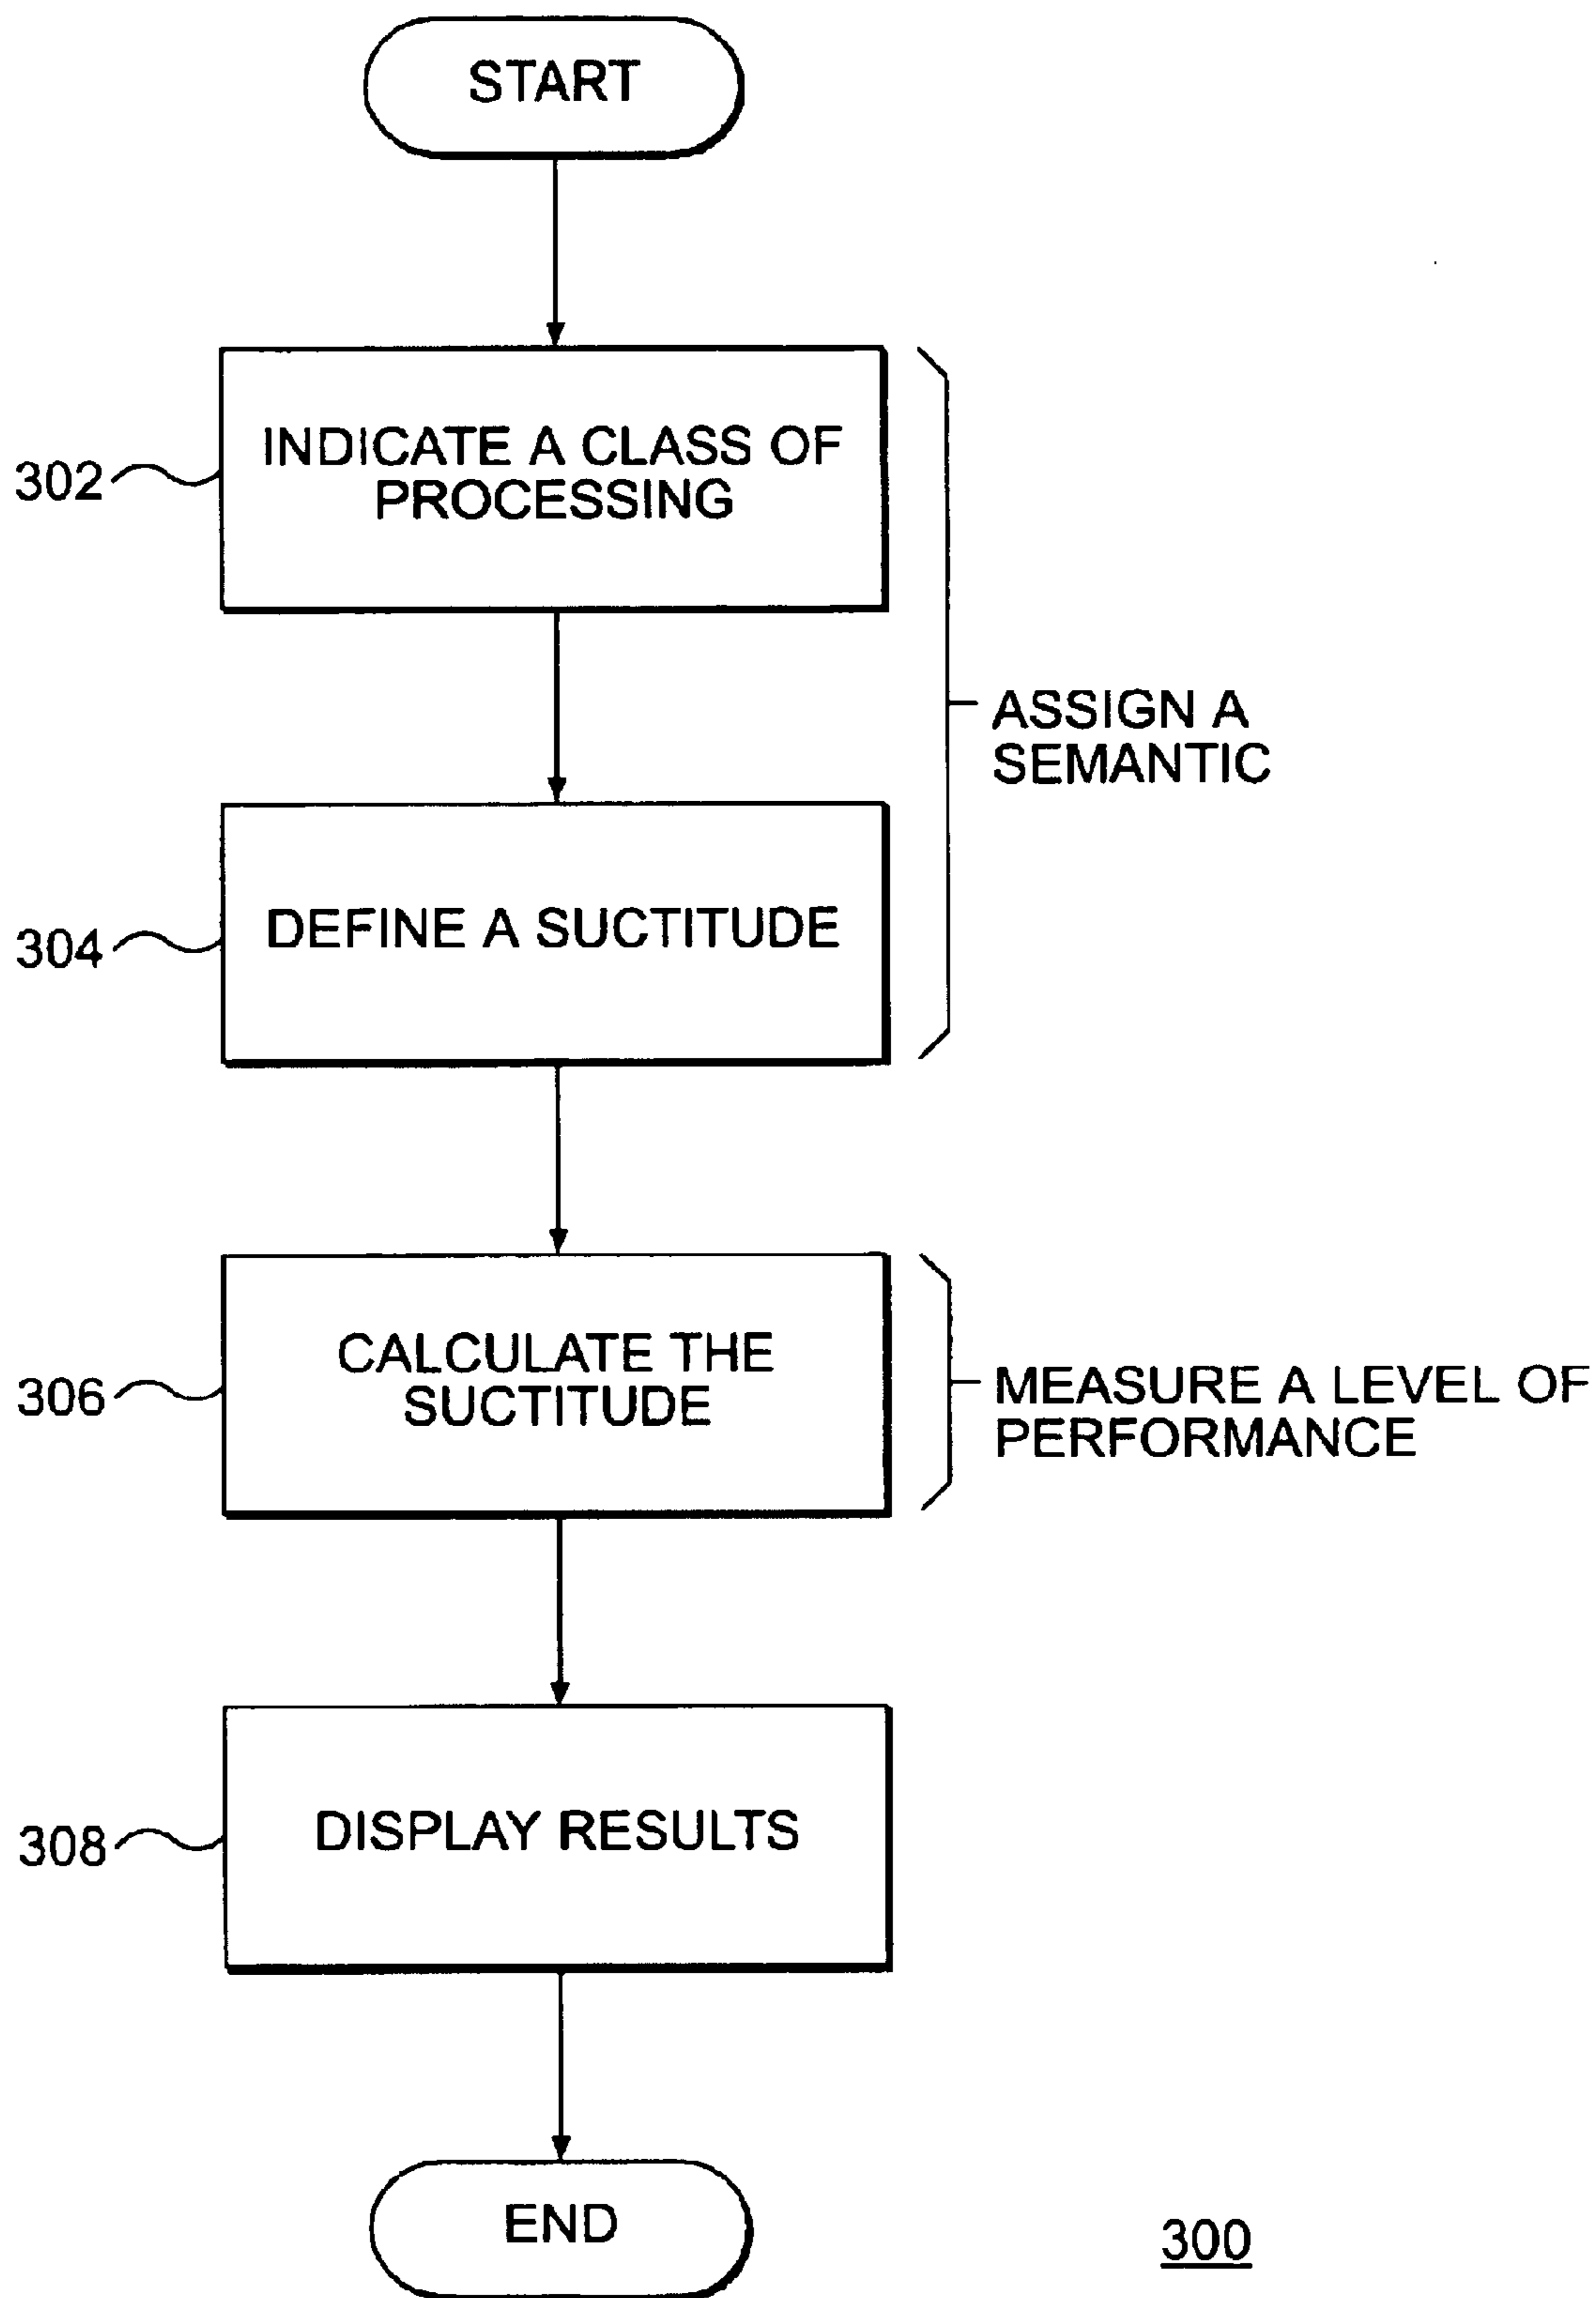 START
INDICATE A CLASS OF
PROCESSING
302
ASSIGN A
SEMANTIC
DEFINE A SUCTITUDE
304
CALCULATE THE
SUCTITUDE
306
MEASURE A LEVEL OF
PERFORMANCE
DISPLAY RESULTS
308
END
300